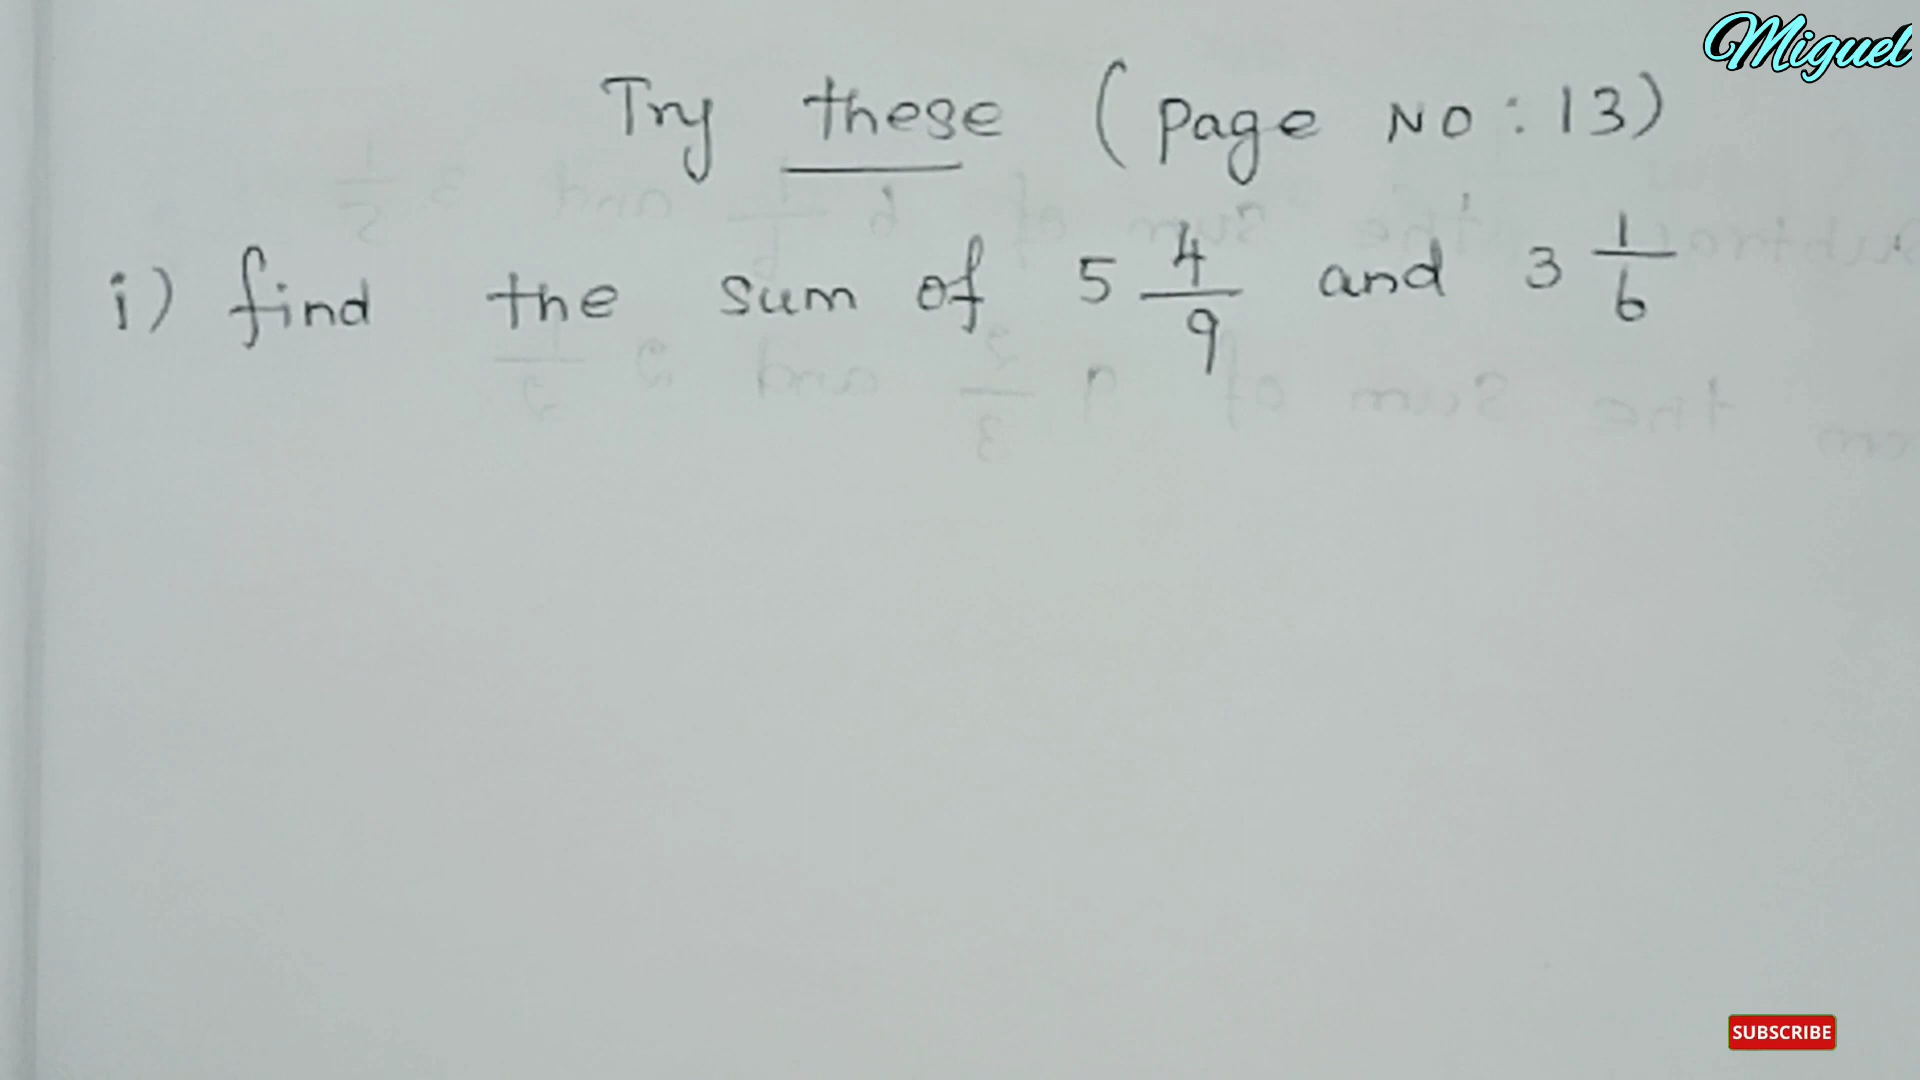 Miguel
Try these (Page NO: 13)
i) find the sum of 5 4/9 and 3 1/6
SUBSCRIBE